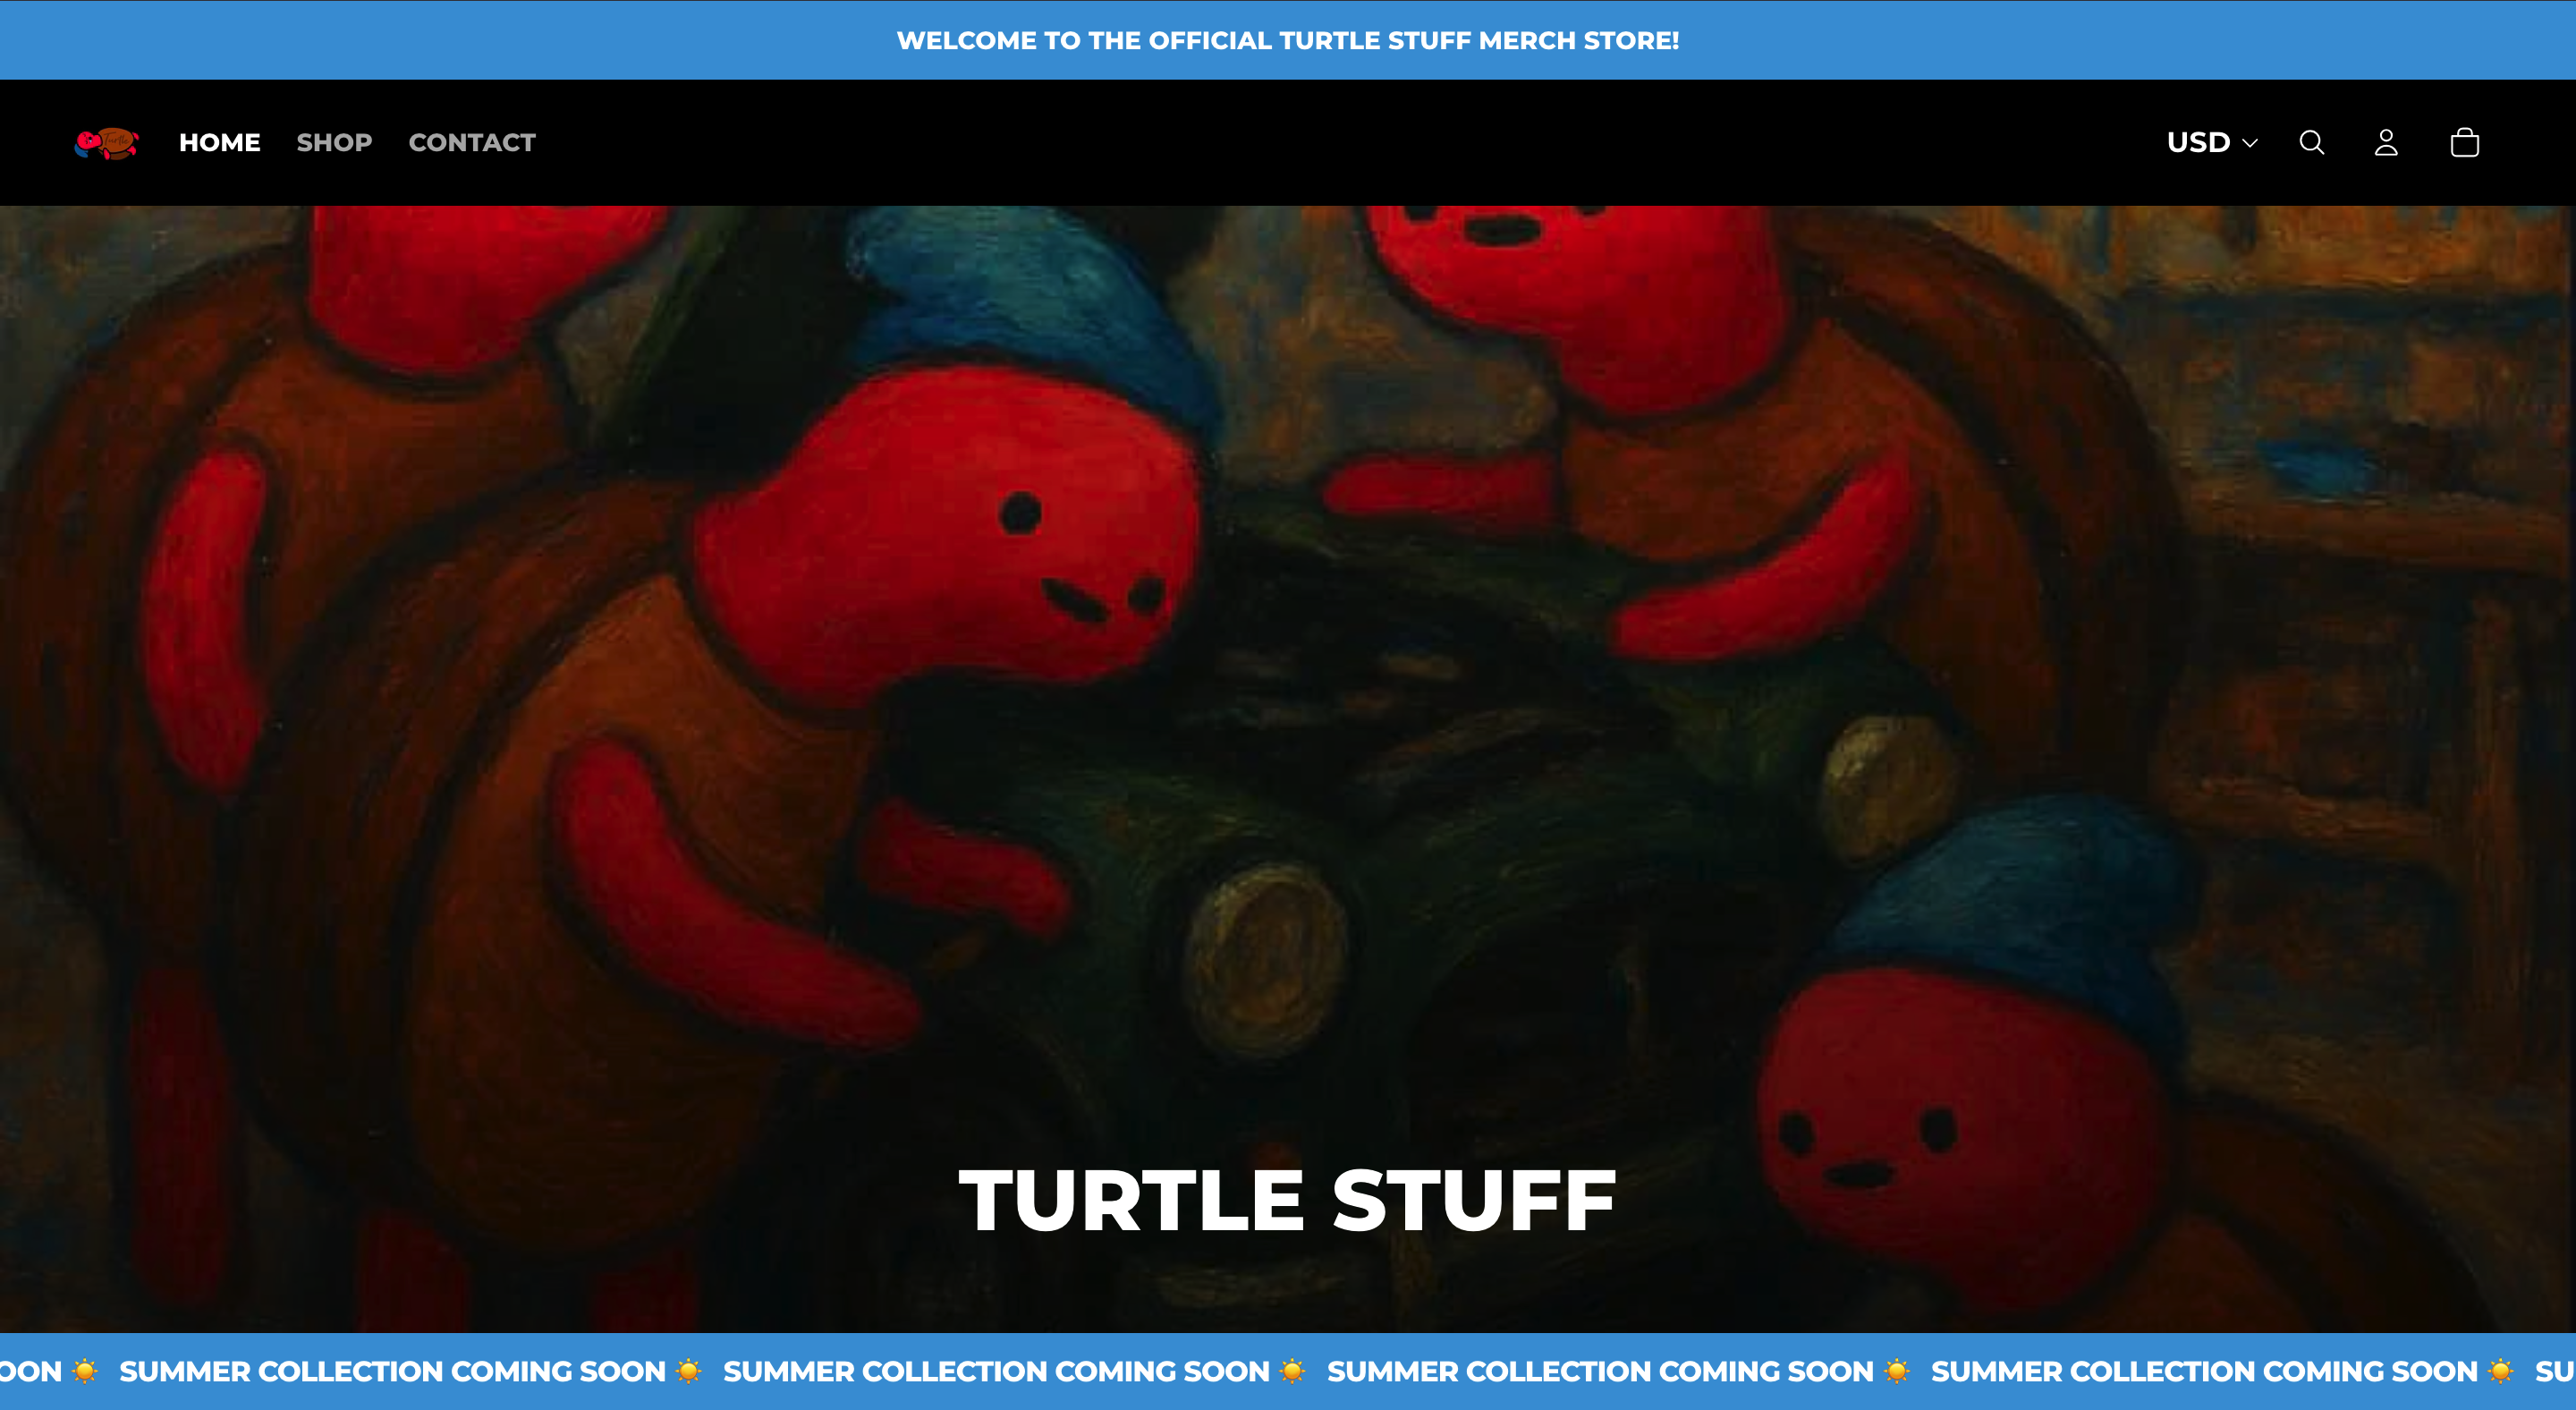 WELCOME TO THE OFFICIAL TURTLE STUFF MERCH STORE!
HOME SHOP CONTACT USD
TURTLE STUFF
OON ☀️ SUMMER COLLECTION COMING SOON ☀️ SUMMER COLLECTION COMING SOON ☀️ SUMMER COLLECTION COMING SOON ☀️ SUMMER COLLECTION COMING SOON ☀️ SU